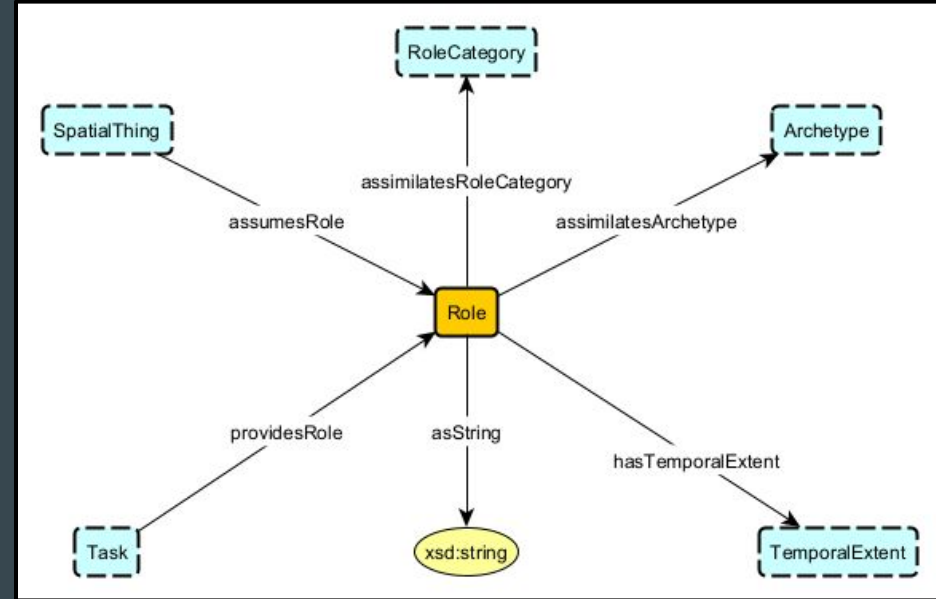 RoleCategory
SpatialThing
Archetype
assimilatesRoleCategory
assumesRole
assimilatesArchetype
Role
providesRole
asString
hasTemporalExtent
Task
xsd:string
TemporalExtent